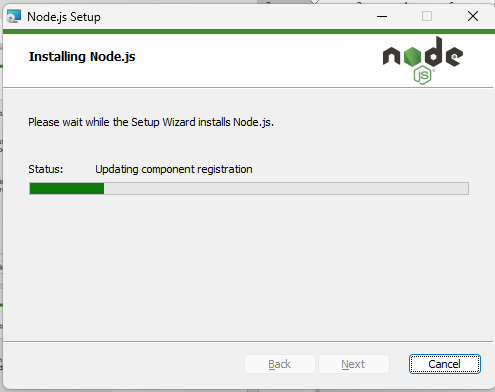 Node.js Setup
Installing Node.js
node
JS
Please wait while the Setup Wizard installs Node.js.
Status: Updating component registration
Back Next Cancel